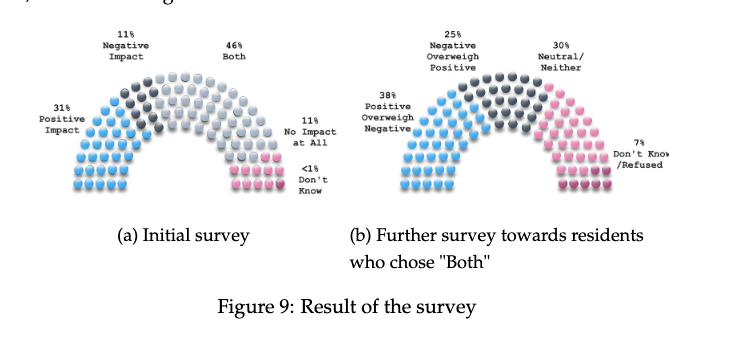 11%
Negative
Impact
46%
Both
31%
Positive
Impact
11%
No Impact
at All
<1%
Don't
Know
25%
Negative
Overweigh
Positive
30%
Neutral/
Neither
38%
Positive
Overweigh
Negative
7%
Don't Know
/Refused
(a) Initial survey
(b) Further survey towards residents
who chose "Both"
Figure 9: Result of the survey